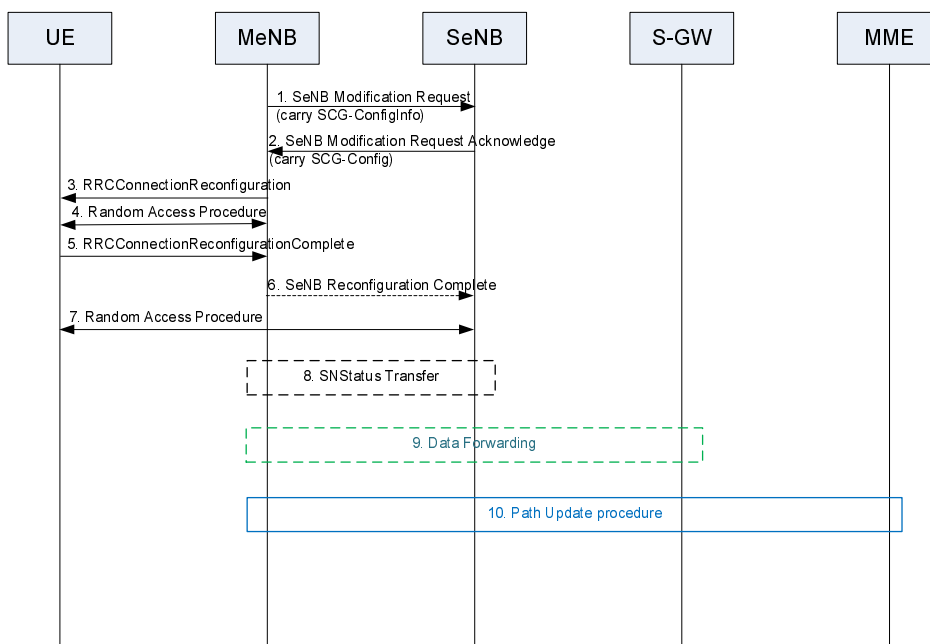 UE
MeNB
SeNB
S-GW
MME
1. SeNB Modification Request
(carry SCG-ConfigInfo)
2. SeNB Modification Request Acknowledge
(carry SCG-Config)
3. RRCConnectionReconfiguration
4. Random Access Procedure
5. RRCConnectionReconfigurationComplete
6. SeNB Reconfiguration Complete
7. Random Access Procedure
8. SNStatus Transfer
9. Data Forwarding
10. Path Update procedure